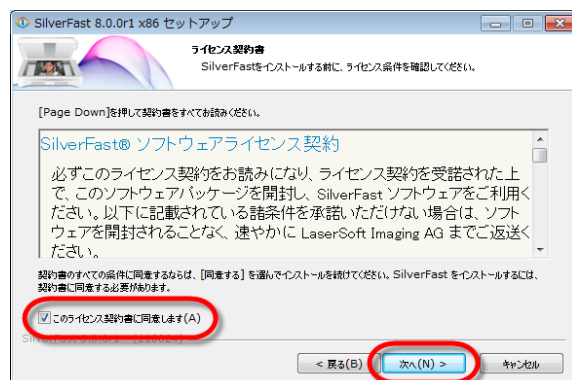 SilverFast 8.0.0r1 x86 セットアップ
ライセンス契約書
SilverFastをインストールする前に、ライセンス条件を確認してください。
[Page Down]を押して契約書をすべてお読みください。
SilverFast® ソフトウェアライセンス契約
必ずこのライセンス契約をお読みになり、ライセンス契約を受諾された上
で、このソフトウェアパッケージを開封し、SilverFast ソフトウェアをご利用く
ださい。以下に記載されている諸条件を承諾いただけない場合は、ソフト
ウェアを開封されることなく、速やかに LaserSoft Imaging AG までご返送く
ださい。
契約書のすべての条件に同意するならば、[同意する] を選んでインストールを続けてください。SilverFast をインストールするには、
契約書に同意する必要があります。
このライセンス契約書に同意します(A)
< 戻る(B)
次へ(N) >
キャンセル